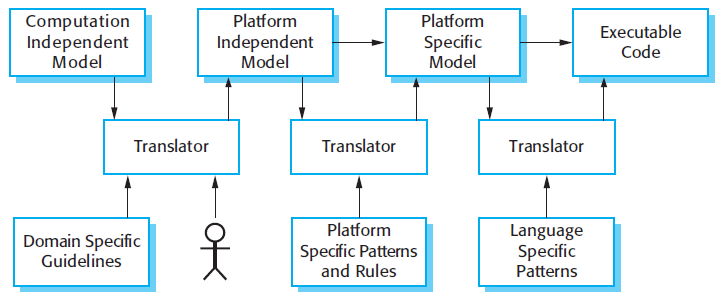 Computation
Independent
Model
Platform
Independent
Model
Platform
Specific
Model
Executable
Code
Translator
Translator
Translator
Domain Specific
Guidelines
Platform
Specific Patterns
and Rules
Language
Specific
Patterns